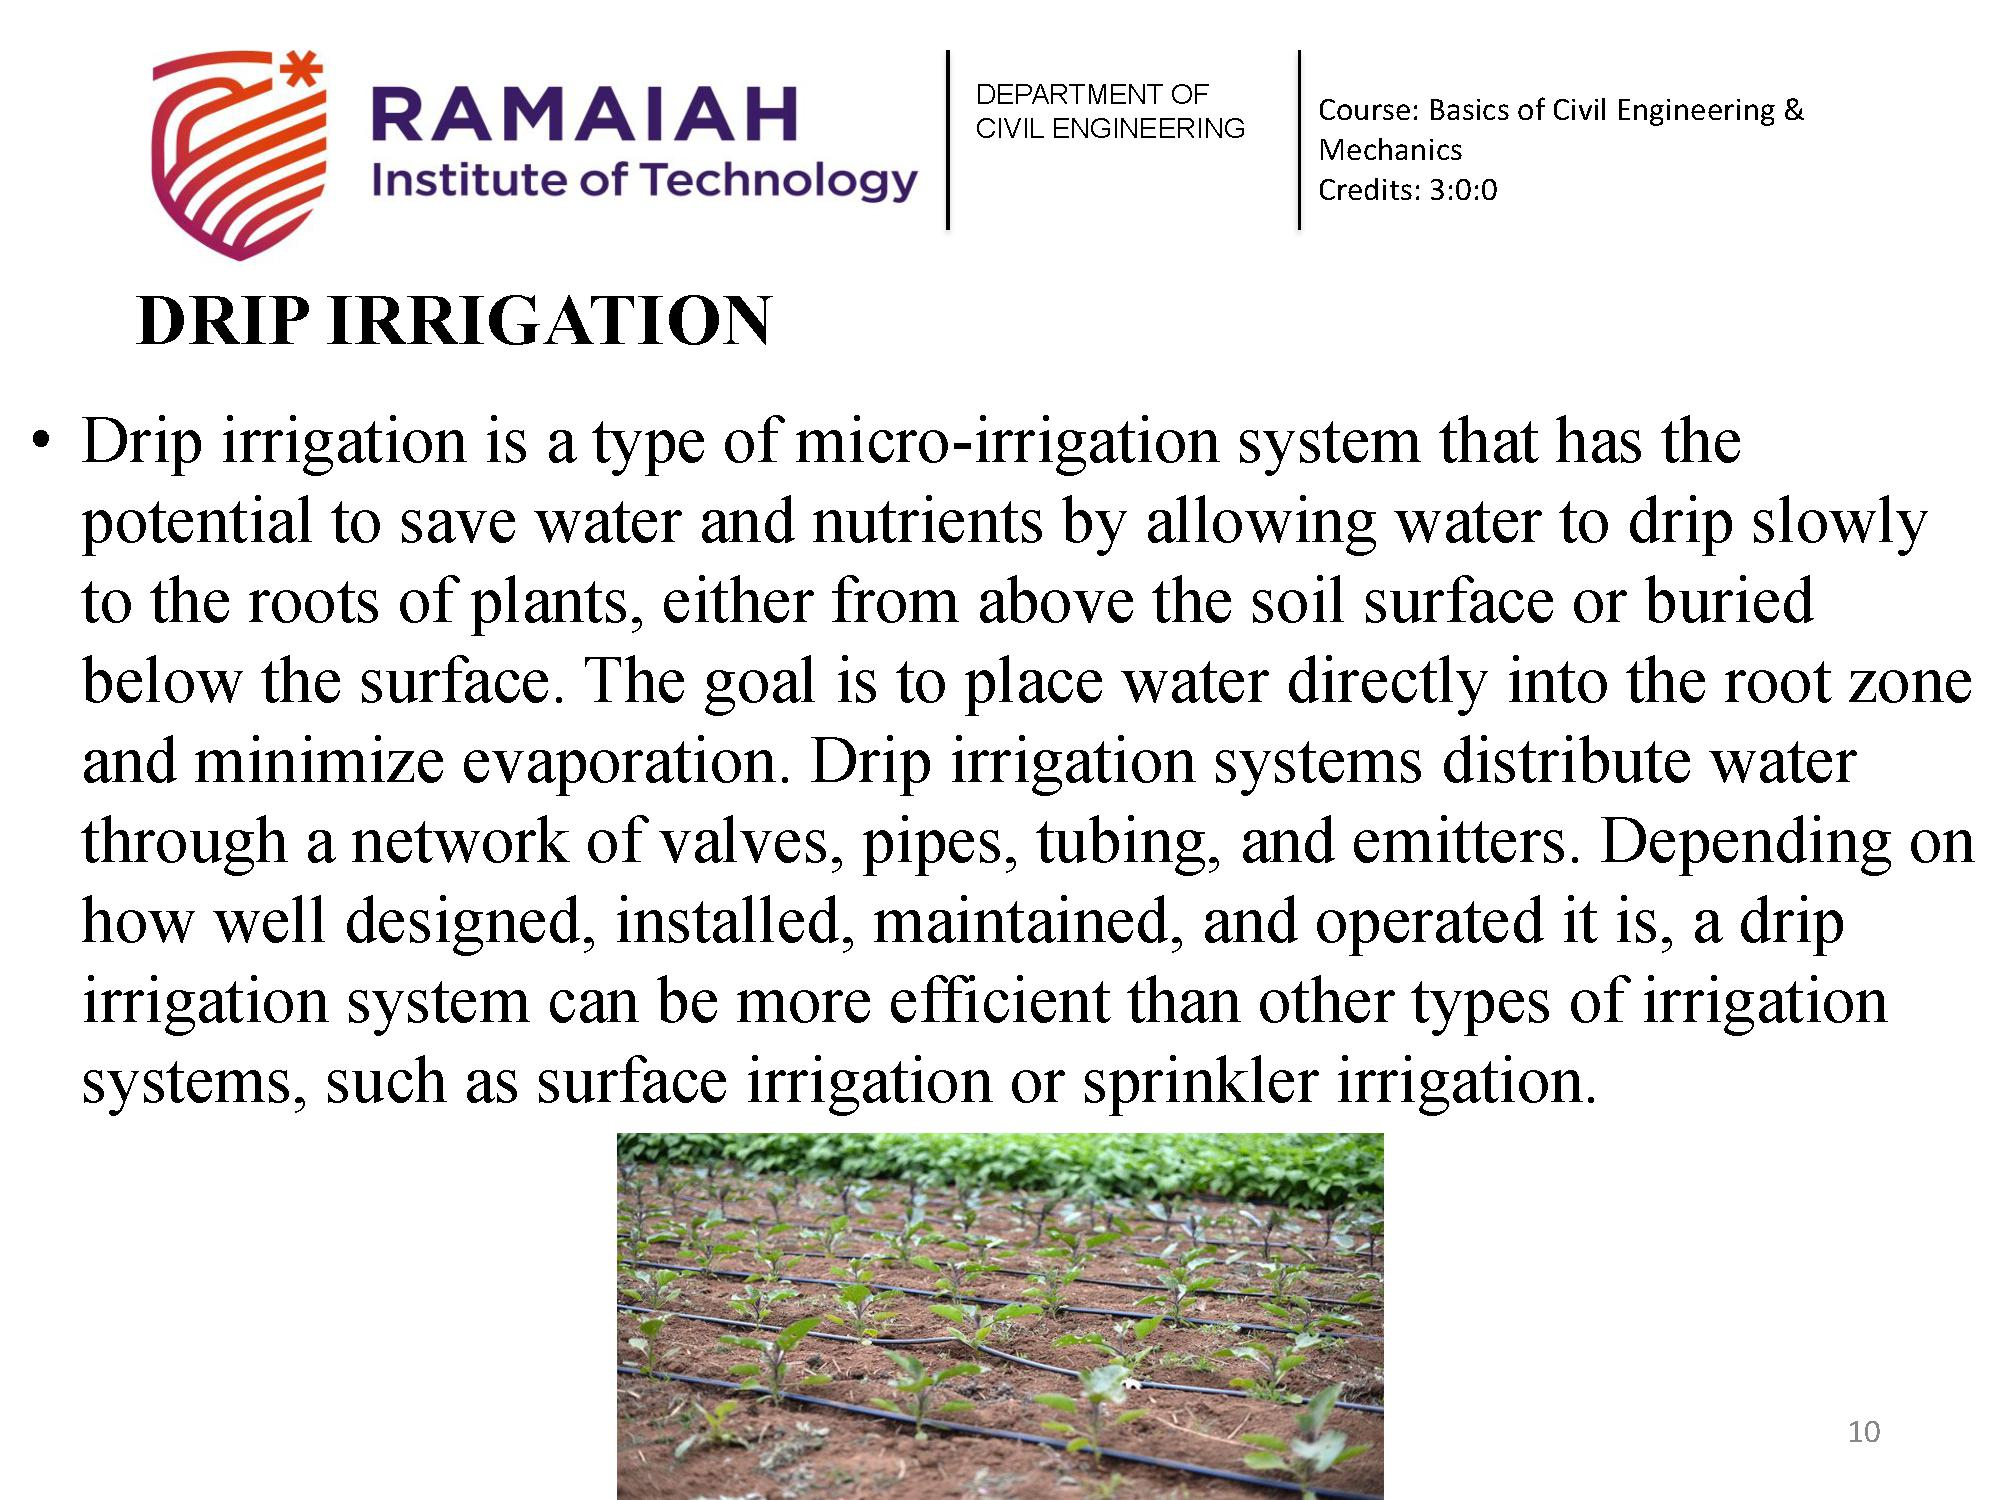 RAMAIAH
Institute of Technology
DEPARTMENT OF
CIVIL ENGINEERING
Course: Basics of Civil Engineering &
Mechanics
Credits: 3:0:0
DRIP IRRIGATION
• Drip irrigation is a type of micro-irrigation system that has the
potential to save water and nutrients by allowing water to drip slowly
to the roots of plants, either from above the soil surface or buried
below the surface. The goal is to place water directly into the root zone
and minimize evaporation. Drip irrigation systems distribute water
through a network of valves, pipes, tubing, and emitters. Depending on
how well designed, installed, maintained, and operated it is, a drip
irrigation system can be more efficient than other types of irrigation
systems, such as surface irrigation or sprinkler irrigation.
10